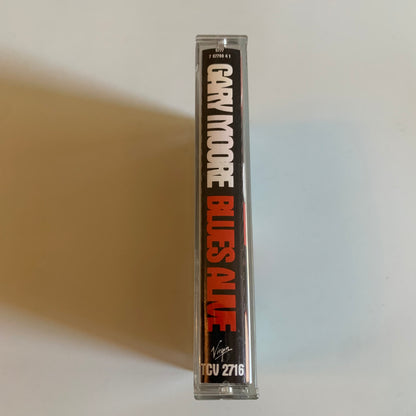 GARY MOORE BLUES ALIVE
Virgin
TCV 2716